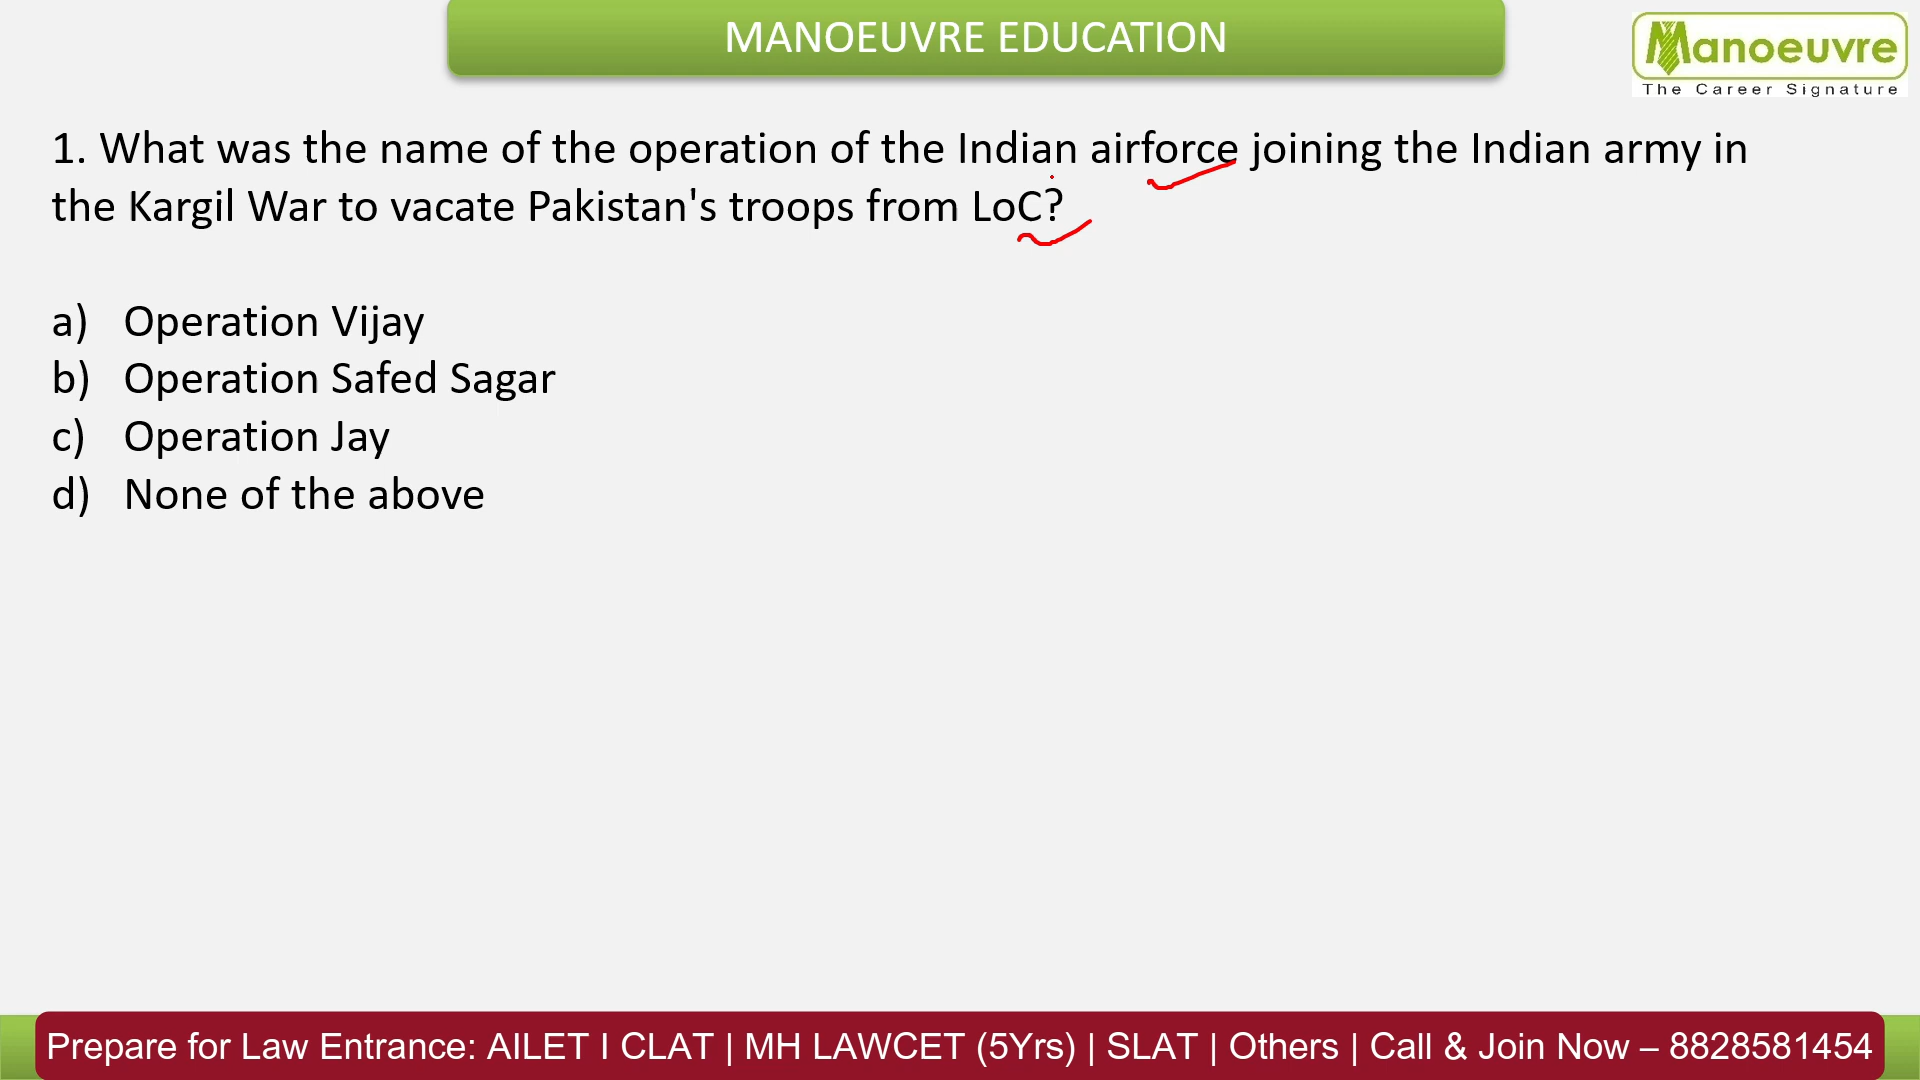 MANOEUVRE EDUCATION
Manoeuvre
The Career Signature
1. What was the name of the operation of the Indian airforce joining the Indian army in
the Kargil War to vacate Pakistan's troops from LoC?
a) Operation Vijay
b) Operation Safed Sagar
c) Operation Jay
d) None of the above
Prepare for Law Entrance: AILET I CLAT | MH LAWCET (5Yrs) | SLAT | Others | Call & Join Now – 8828581454